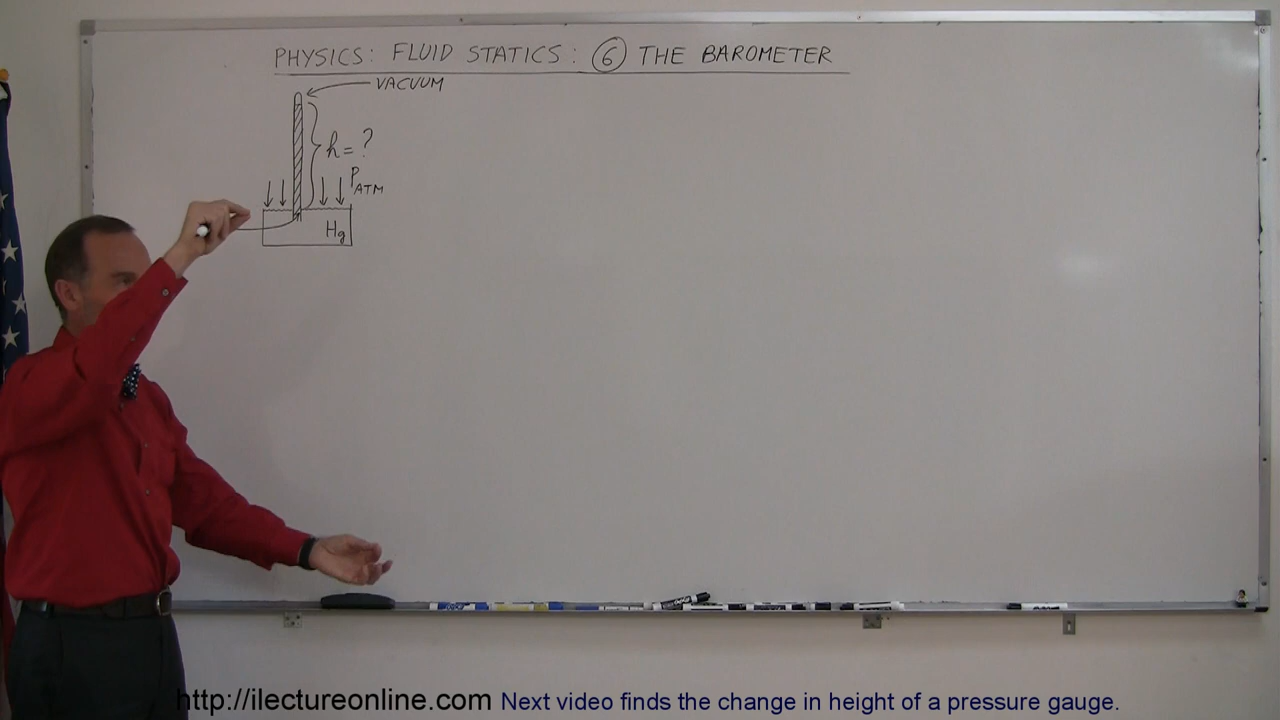 PHYSICS: FLUID STATICS: ⑥ THE BAROMETER
VACUUM
h = ?
P ATM
Hg
http://ilectureonline.com Next video finds the change in height of a pressure gauge.